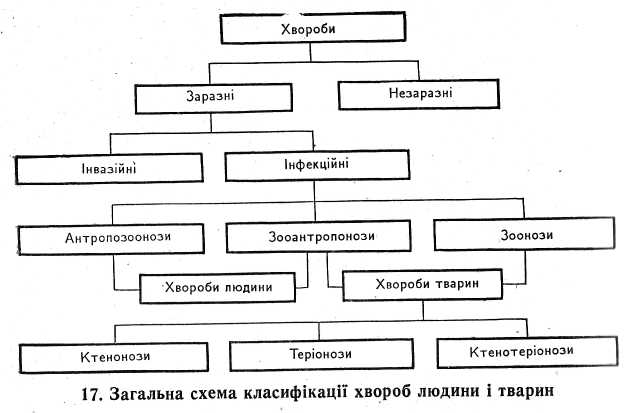 Хвороби
Заразні
Незаразні
Інвазійні
Інфекційні
Антропозоонози
Зооантропонози
Зоонози
Хвороби людини
Хвороби тварин
Ктенонози
Теріонози
Ктенотеріонози
17. Загальна схема класифікації хвороб людини і тварин